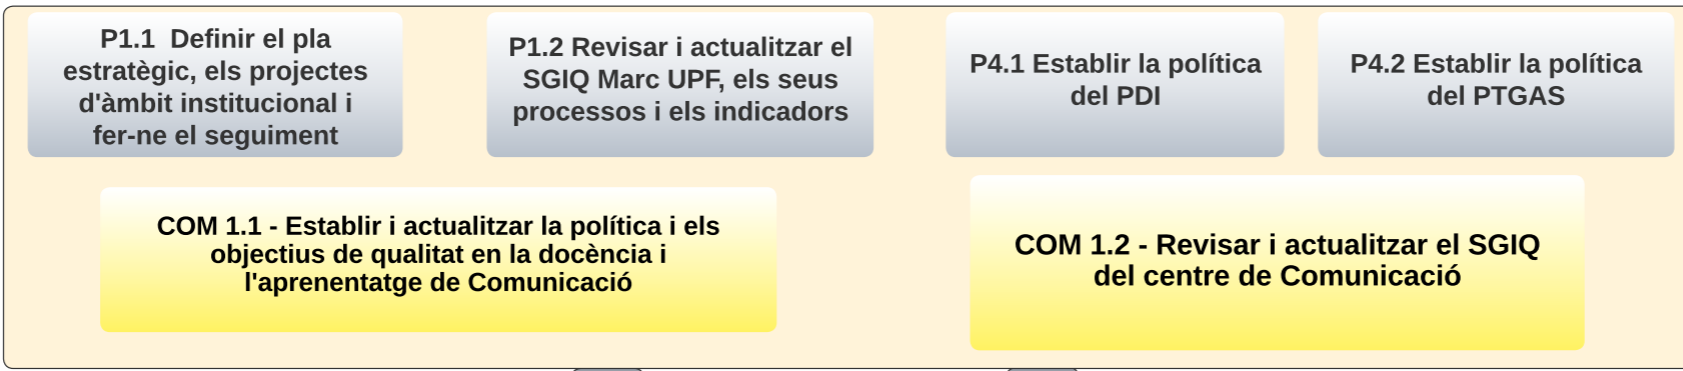 P1.1  Definir el pla
estratègic, els projectes
d'àmbit institucional i
fer-ne el seguiment
P1.2 Revisar i actualitzar el
SGIQ Marc UPF, els seus
processos i els indicadors
P4.1 Establir la política
del PDI
P4.2 Establir la política
del PTGAS
COM 1.1 - Establir i actualitzar la política i els
objectius de qualitat en la docència i
l'aprenentatge de Comunicació
COM 1.2 - Revisar i actualitzar el SGIQ
del centre de Comunicació